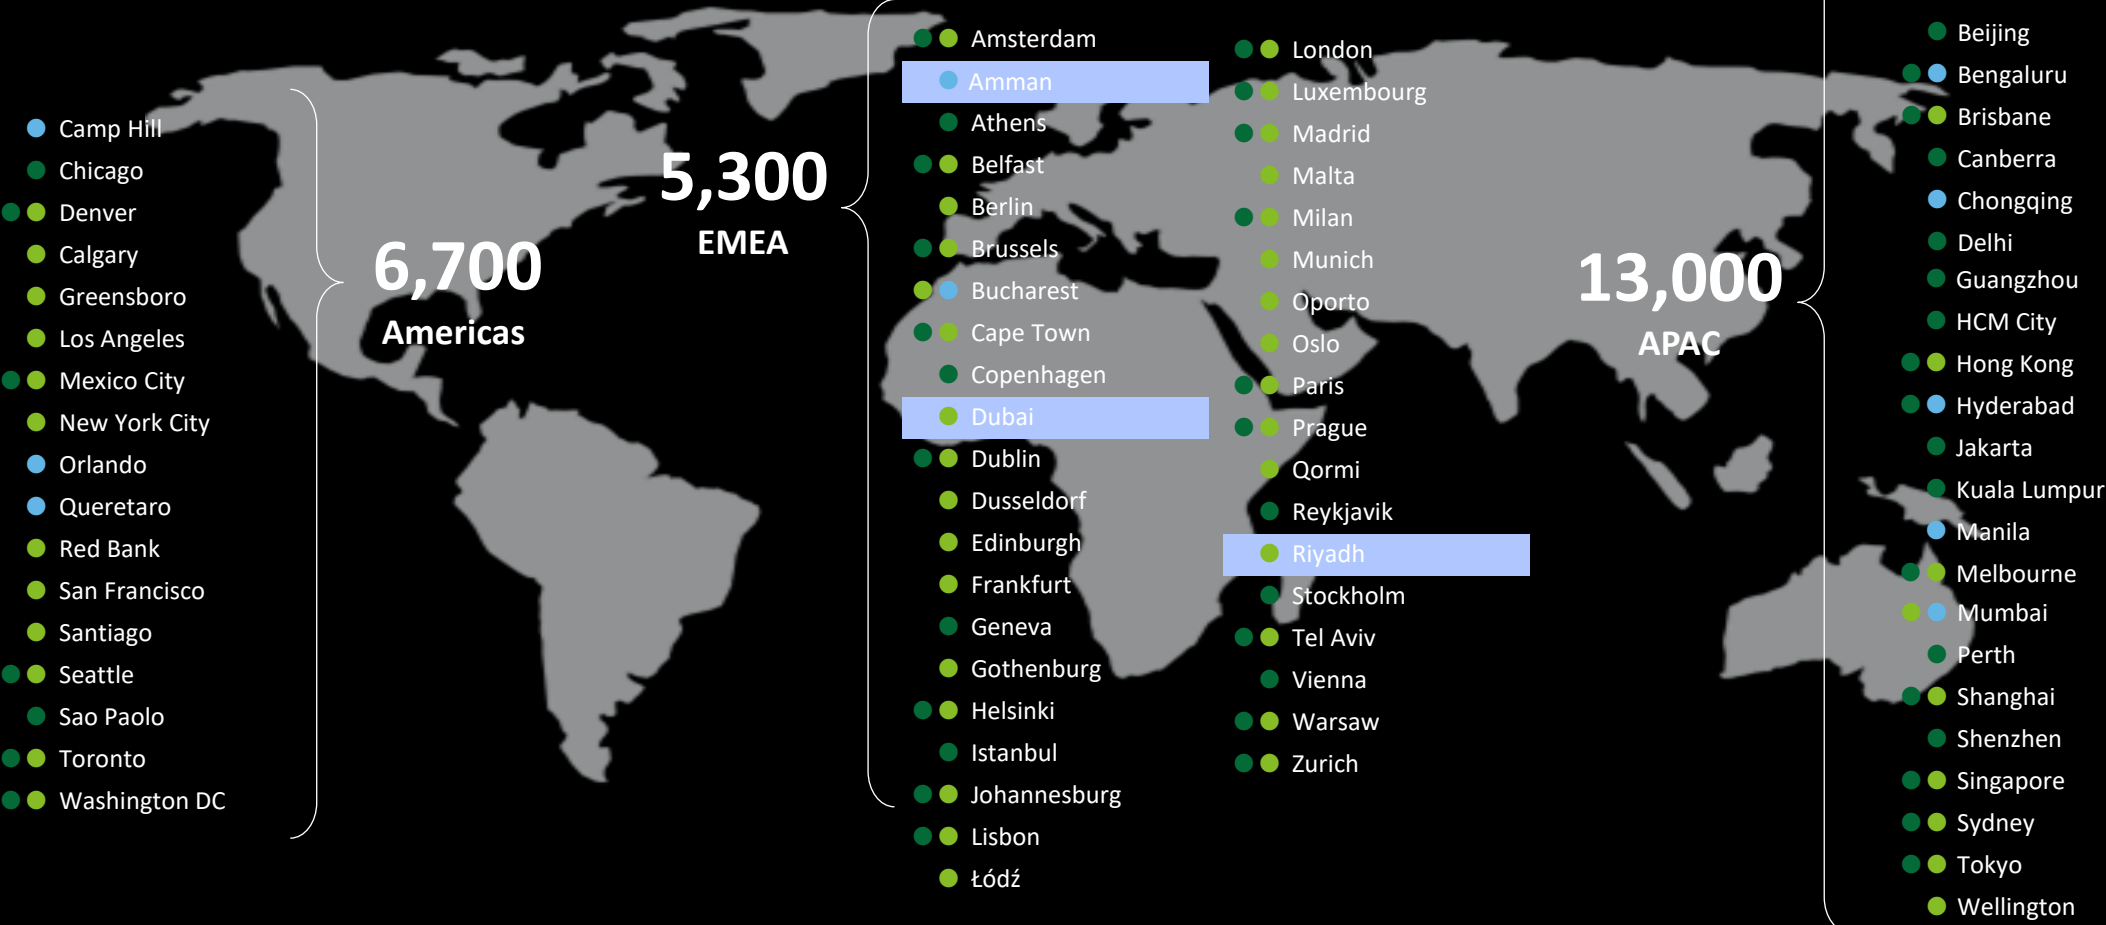 Camp Hill
Chicago
Denver
Calgary
Greensboro
Los Angeles
Mexico City
New York City
Orlando
Queretaro
Red Bank
San Francisco
Santiago
Seattle
Sao Paolo
Toronto
Washington DC
6,700
Americas
5,300
EMEA
Amsterdam
Amman
Athens
Belfast
Berlin
Brussels
Bucharest
Cape Town
Copenhagen
Dubai
Dublin
Dusseldorf
Edinburgh
Frankfurt
Geneva
Gothenburg
Helsinki
Istanbul
Johannesburg
Lisbon
Łódź
London
Luxembourg
Madrid
Malta
Milan
Munich
Oporto
Oslo
Paris
Prague
Qormi
Reykjavik
Riyadh
Stockholm
Tel Aviv
Vienna
Warsaw
Zurich
13,000
APAC
Beijing
Bengaluru
Brisbane
Canberra
Chongqing
Delhi
Guangzhou
HCM City
Hong Kong
Hyderabad
Jakarta
Kuala Lumpur
Manila
Melbourne
Mumbai
Perth
Shanghai
Shenzhen
Singapore
Sydney
Tokyo
Wellington